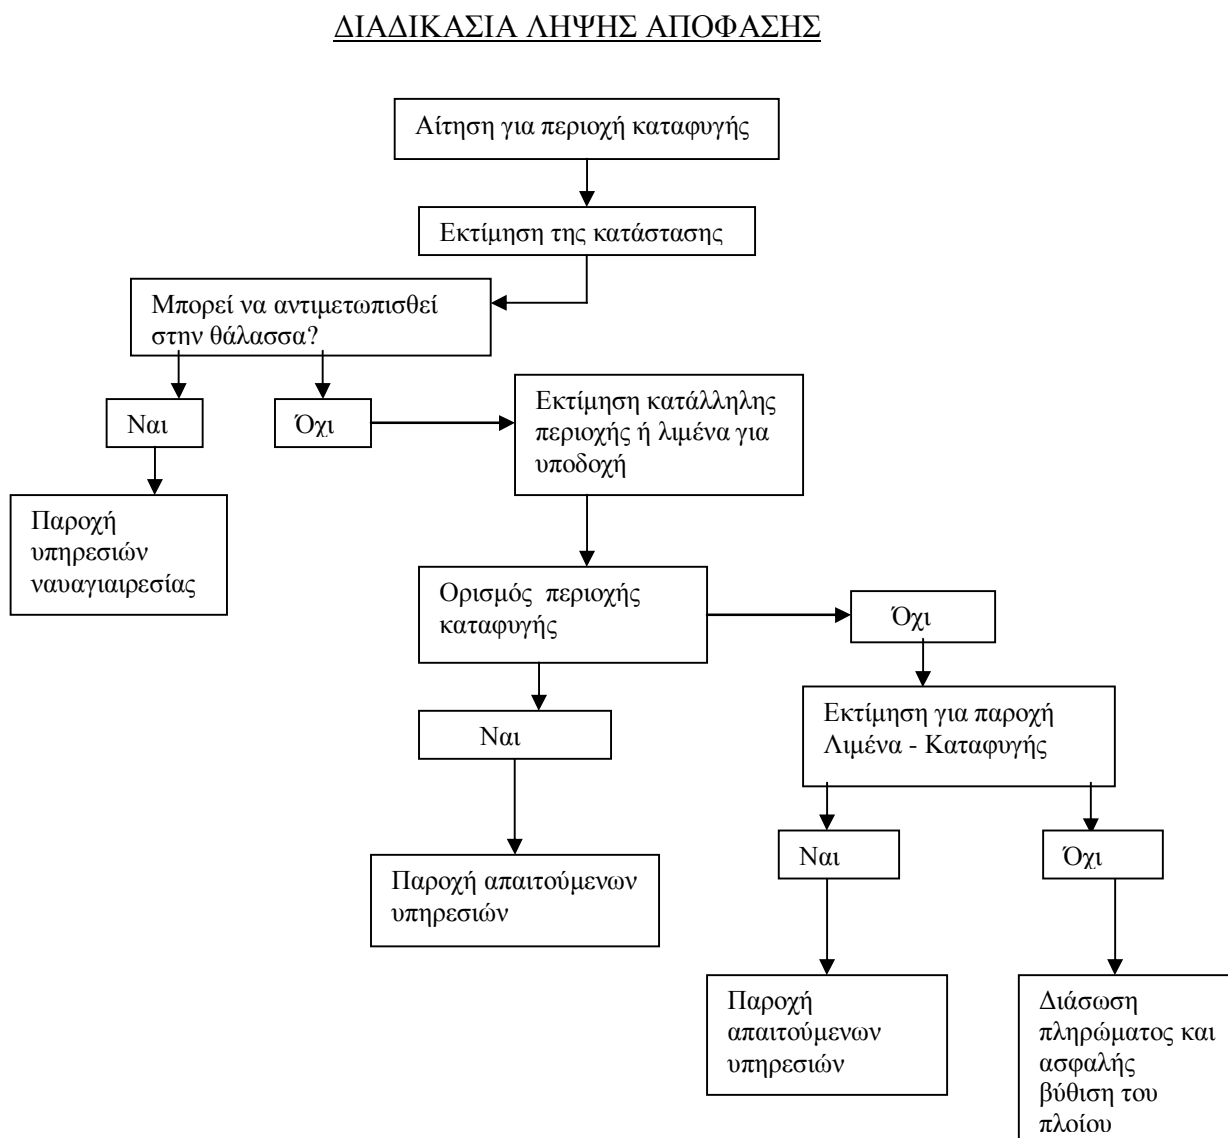 ΔΙΑΔΙΚΑΣΙΑ ΛΗΨΗΣ ΑΠΟΦΑΣΗΣ
Αίτηση για περιοχή καταφυγής
Εκτίμηση της κατάστασης
Μπορεί να αντιμετωπισθεί
στην θάλασσα?
Ναι
Όχι
Εκτίμηση κατάλληλης
περιοχής ή λιμένα για
υποδοχή
Παροχή
υπηρεσιών
ναυαγιαιρεσίας
Ορισμός περιοχής
καταφυγής
Όχι
Ναι
Εκτίμηση για παροχή
Λιμένα - Καταφυγής
Ναι
Όχι
Παροχή απαιτούμενων
υπηρεσιών
Παροχή
απαιτούμενων
υπηρεσιών
Διάσωση
πληρώματος και
ασφαλής
βύθιση του
πλοίου